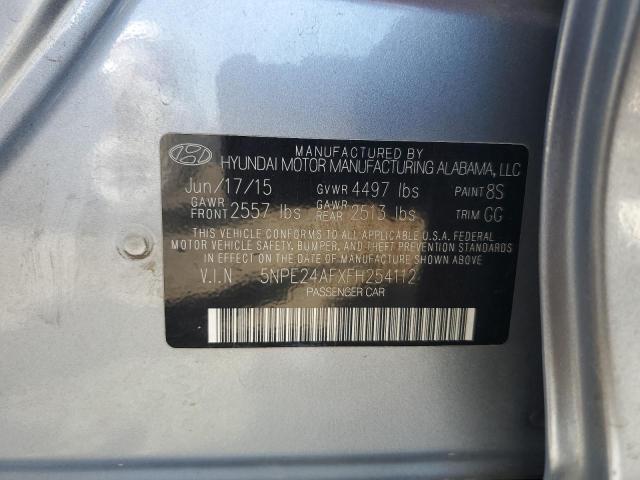 MANUFACTURED BY
HYUNDAI MOTOR MANUFACTURING ALABAMA, LLC
Jun/17/15 GVWR 4497 lbs PAINT 8S
GAWR FRONT 2557 lbs GAWR REAR 2513 lbs TRIM GG
THIS VEHICLE CONFORMS TO ALL APPLICABLE U.S.A. FEDERAL
MOTOR VEHICLE SAFETY, BUMPER, AND THEFT PREVENTION STANDARDS
IN EFFECT ON THE DATE OF MANUFACTURE SHOWN ABOVE.
V.I.N 5NPE24AFXFH254112
PASSENGER CAR